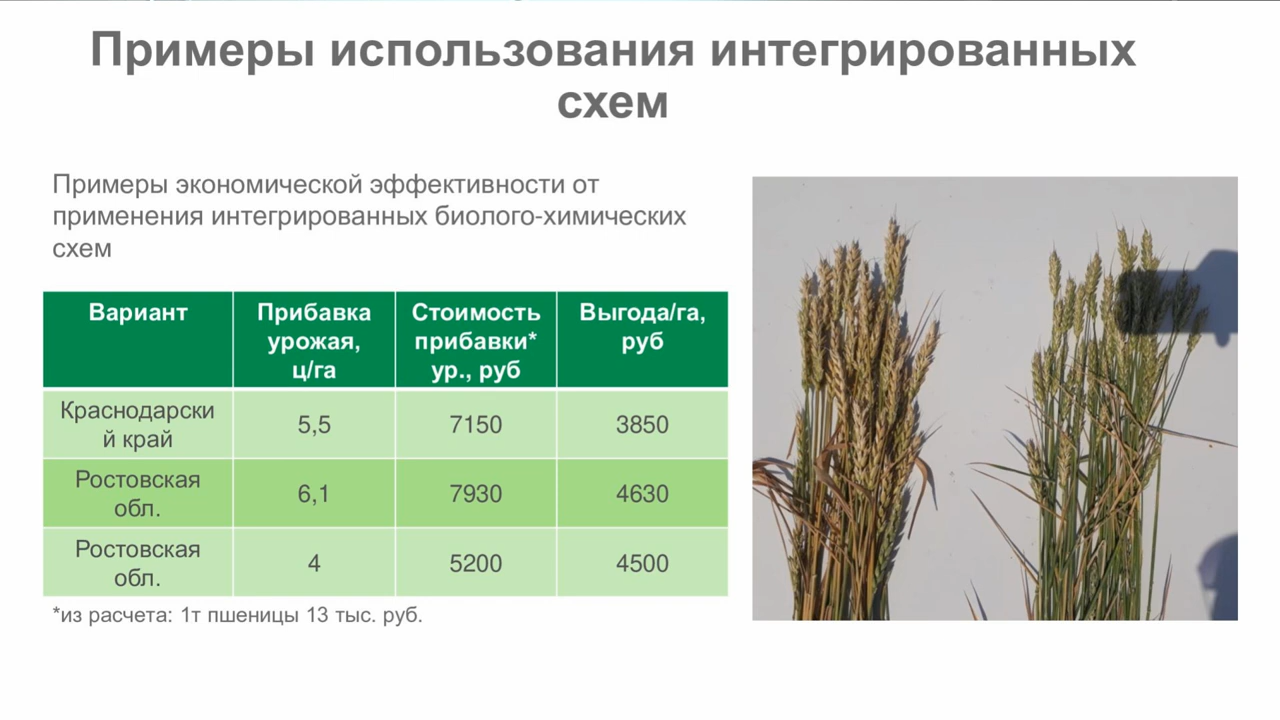 Примеры использования интегрированных
схем
Примеры экономической эффективности от
применения интегрированных биолого-химических
схем
Вариант
Прибавка
урожая,
ц/га
Стоимость
прибавки*
ур., руб
Выгода/га,
руб
Краснодарски
й край
5,5
7150
3850
Ростовская
обл.
6,1
7930
4630
Ростовская
обл.
4
5200
4500
*из расчета: 1т пшеницы 13 тыс. руб.